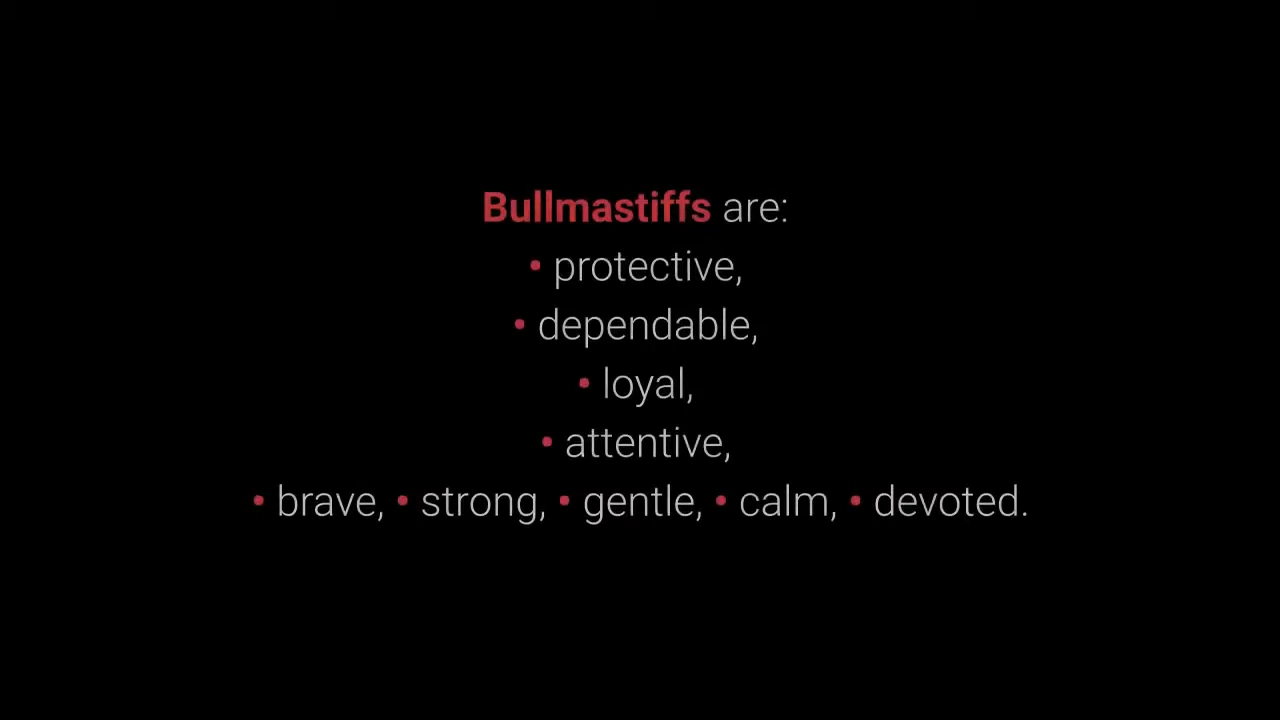 Bullmastiffs are:
• protective,
• dependable,
• loyal,
• attentive,
• brave, • strong, • gentle, • calm, • devoted.